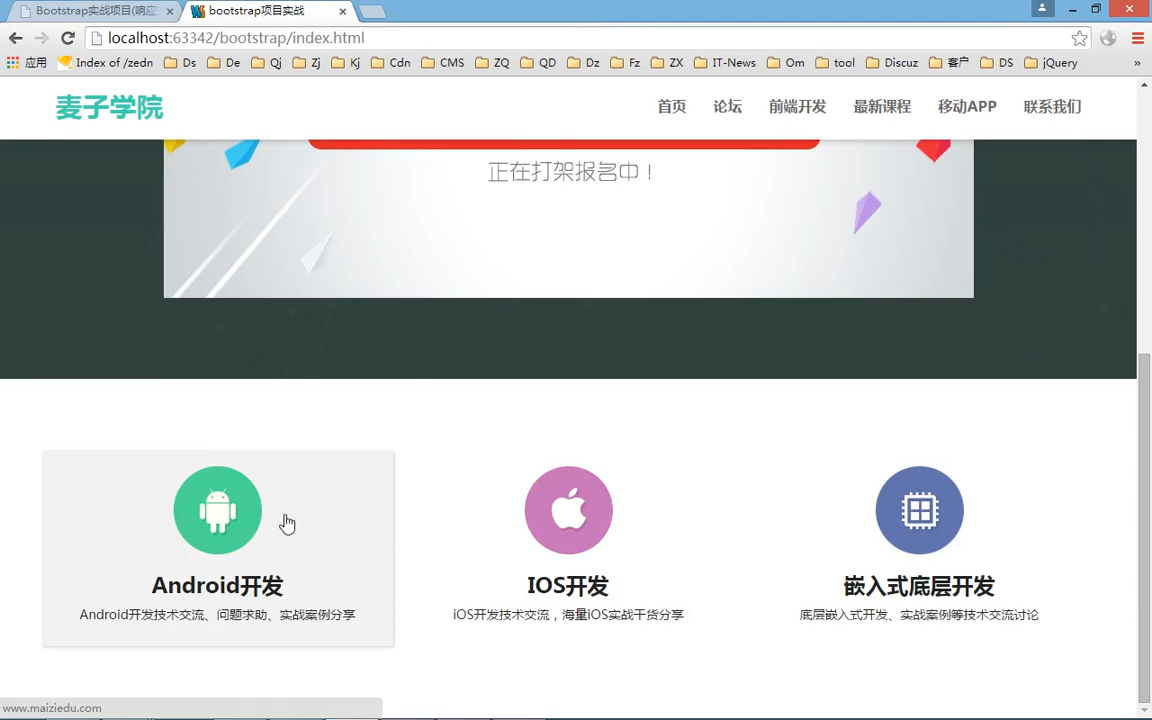 Bootstrap实战项目(响应
bootstrap项目实战
localhost:63342/bootstrap/index.html
应用 Index of /zedn Ds De Qj Zj Kj Cdn CMS ZQ QD Dz Fz ZX IT-News Om tool Discuz 客户 DS jQuery »
麦子学院 首页 论坛 前端开发 最新课程 移动APP 联系我们
正在打架报名中！
Android开发
Android开发技术交流、问题求助、实战案例分享
IOS开发
iOS开发技术交流，海量iOS实战干货分享
嵌入式底层开发
底层嵌入式开发、实战案例等技术交流讨论
www.maiziedu.com